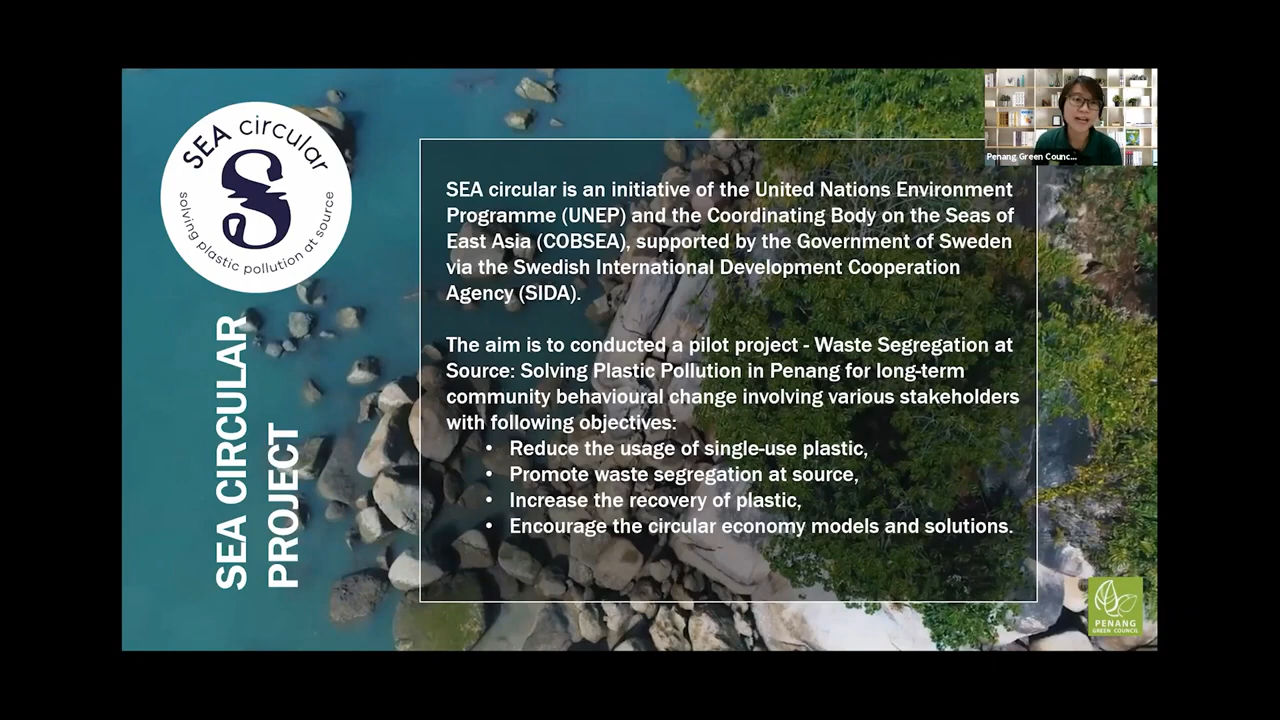 SEA circular
solving plastic pollution at source
SEA CIRCULAR
PROJECT
SEA circular is an initiative of the United Nations Environment
Programme (UNEP) and the Coordinating Body on the Seas of
East Asia (COBSEA), supported by the Government of Sweden
via the Swedish International Development Cooperation
Agency (SIDA).
The aim is to conducted a pilot project - Waste Segregation at
Source: Solving Plastic Pollution in Penang for long-term
community behavioural change involving various stakeholders
with following objectives:
• Reduce the usage of single-use plastic,
• Promote waste segregation at source,
• Increase the recovery of plastic,
• Encourage the circular economy models and solutions.
Penang Green Counc...
PENANG
GREEN COUNCIL